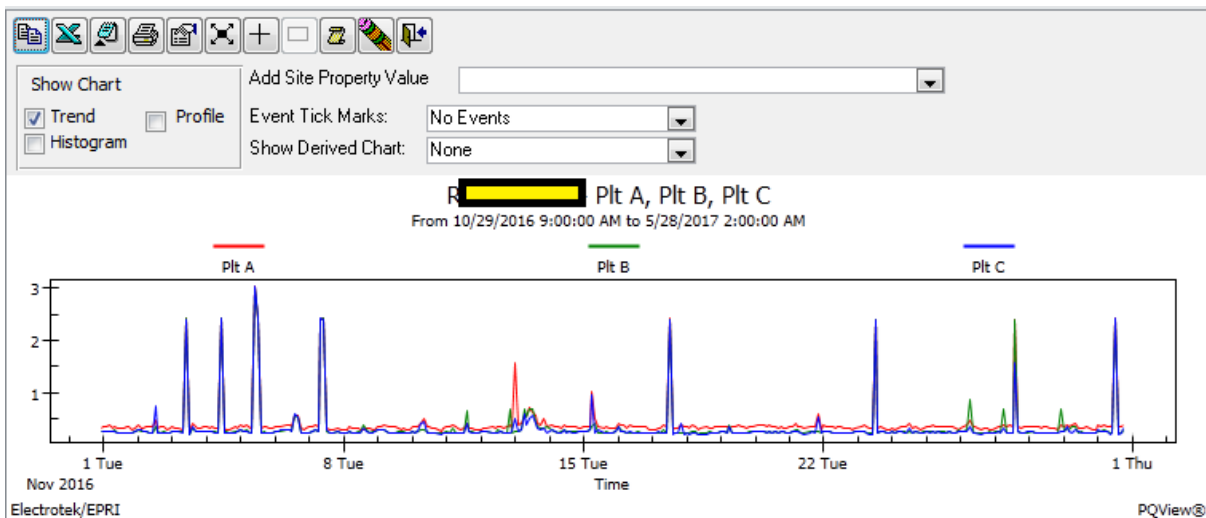 Show Chart
Add Site Property Value
Trend
Profile
Event Tick Marks:
No Events
Histogram
Show Derived Chart:
None
R Plt A, Plt B, Plt C
From 10/29/2016 9:00:00 AM to 5/28/2017 2:00:00 AM
Plt A
Plt B
Plt C
3
2
1
1 Tue
8 Tue
15 Tue
22 Tue
1 Thu
Nov 2016
Time
Electrotek/EPRI
PQView®